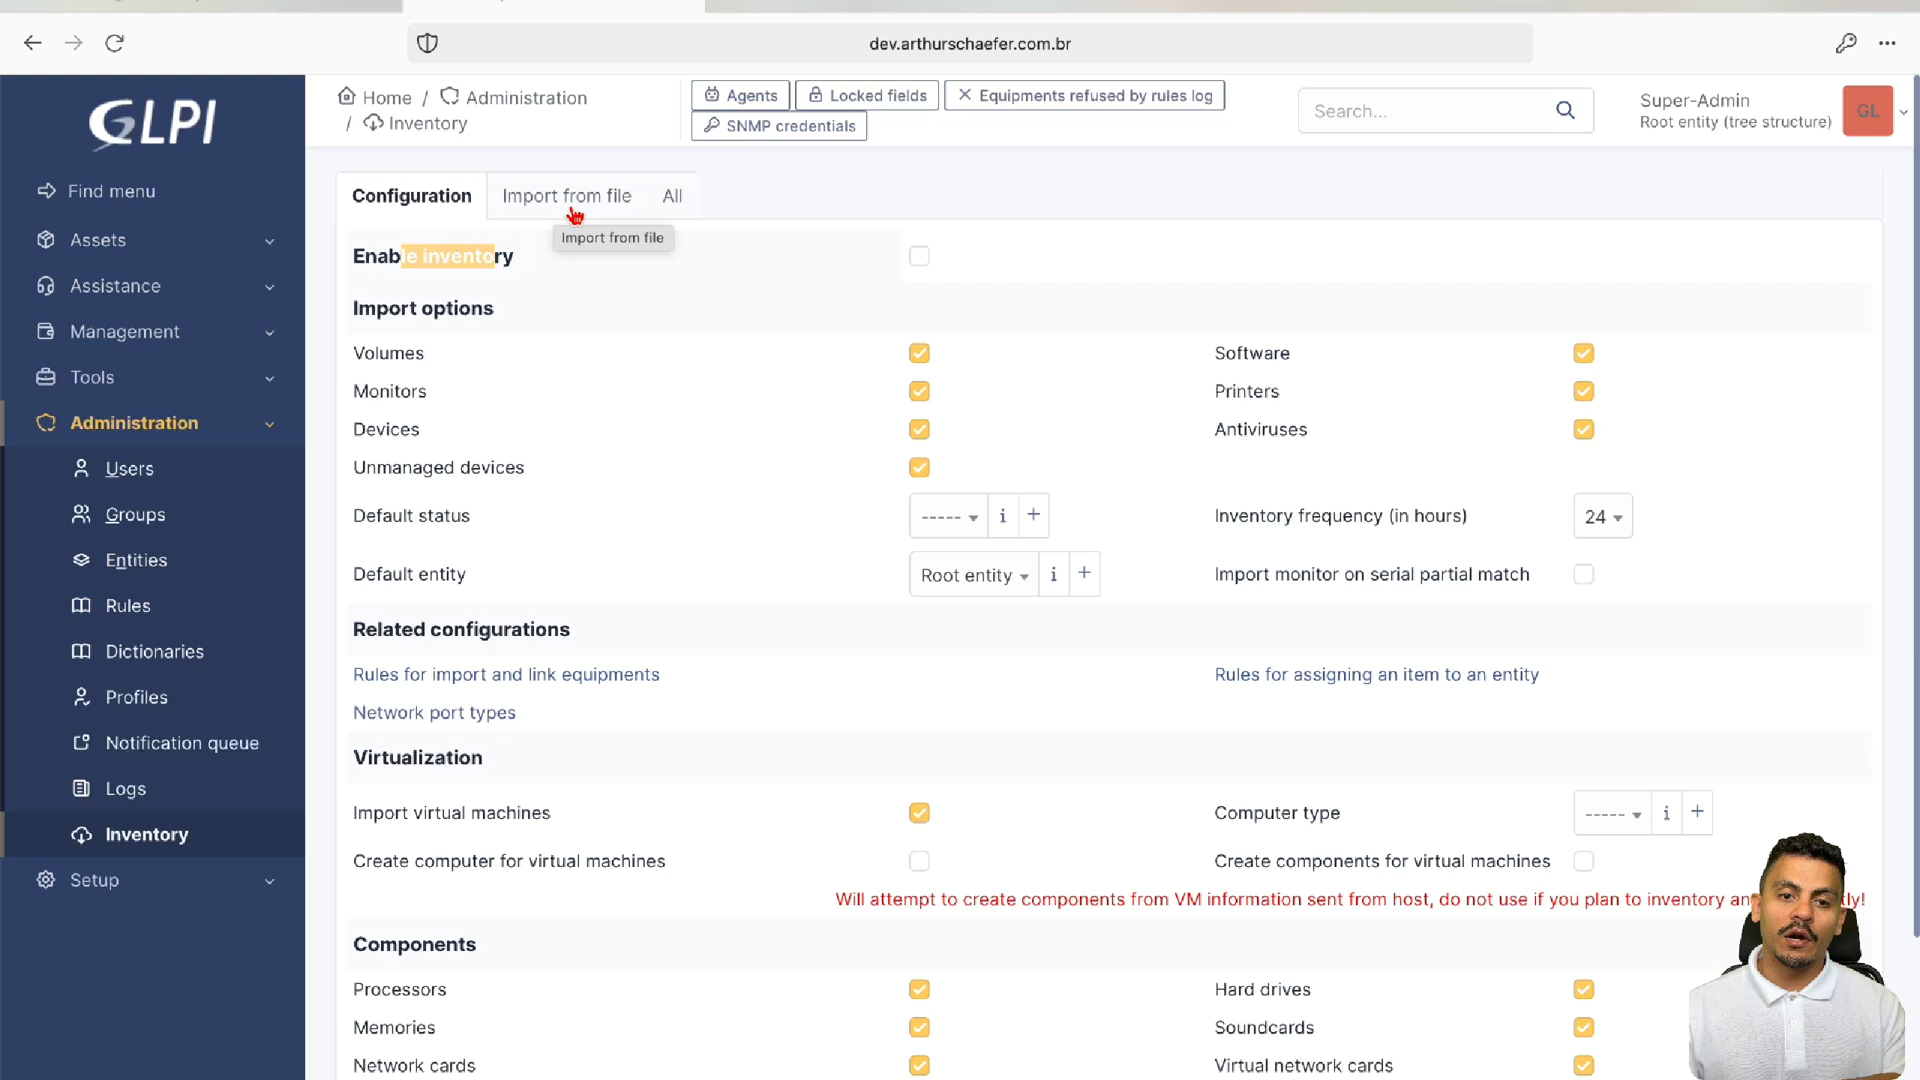 dev.arthurschaefer.com.br
GLPI
Find menu
Assets
Assistance
Management
Tools
Administration
Users
Groups
Entities
Rules
Dictionaries
Profiles
Notification queue
Logs
Inventory
Setup
Home / Administration
/ Inventory
Agents
Locked fields
Equipments refused by rules log
SNMP credentials
Search...
Super-Admin
Root entity (tree structure)
GL
Configuration
Import from file
All
Import from file
Enable inventory
Import options
Volumes
Software
Monitors
Printers
Devices
Antiviruses
Unmanaged devices
Default status
-----
Inventory frequency (in hours)
24
Default entity
Root entity
Import monitor on serial partial match
Related configurations
Rules for import and link equipments
Rules for assigning an item to an entity
Network port types
Virtualization
Import virtual machines
Computer type
-----
Create computer for virtual machines
Create components for virtual machines
Will attempt to create components from VM information sent from host, do not use if you plan to inventory an tly!
Components
Processors
Hard drives
Memories
Soundcards
Network cards
Virtual network cards